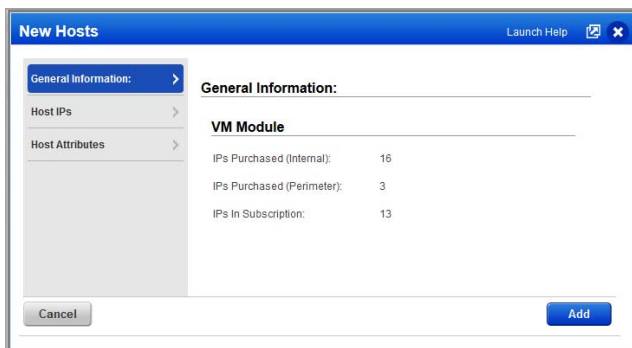 New Hosts Launch Help
General Information:
Host IPs
Host Attributes
General Information:
VM Module
IPs Purchased (Internal): 16
IPs Purchased (Perimeter): 3
IPs In Subscription: 13
Cancel Add